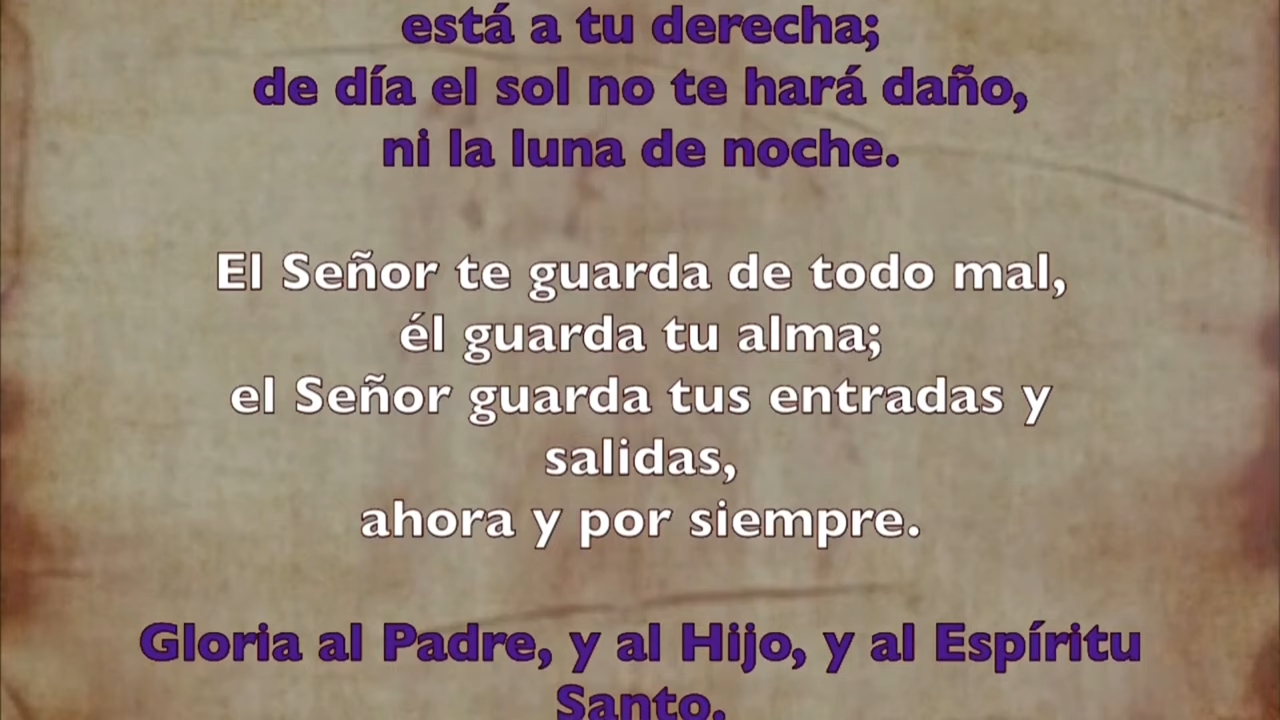 está a tu derecha;
de día el sol no te hará daño,
ni la luna de noche.
El Señor te guarda de todo mal,
él guarda tu alma;
el Señor guarda tus entradas y
salidas,
ahora y por siempre.
Gloria al Padre, y al Hijo, y al Espíritu
Santo.